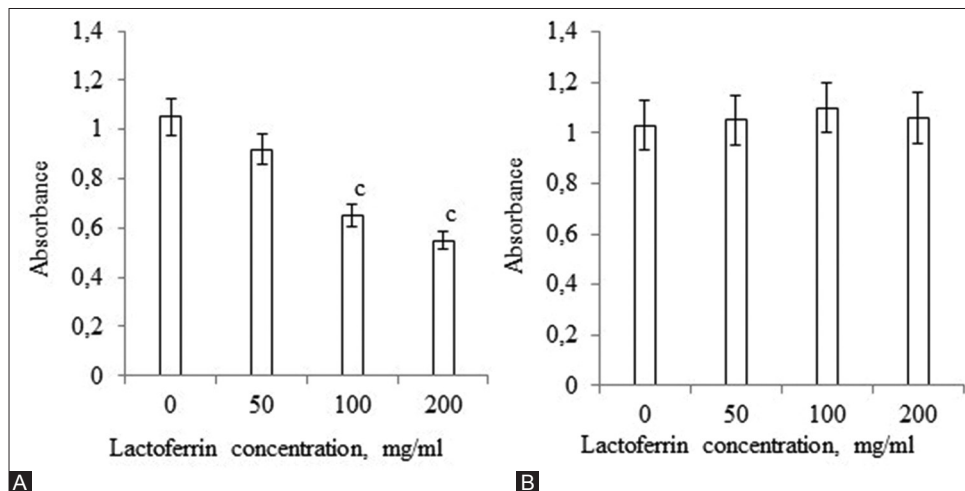 1,4
1,2
1
0,8
0,6
0,4
0,2
0
Absorbance
c
c
0 50 100 200
Lactoferrin concentration, mg/ml
A
1,4
1,2
1
0,8
0,6
0,4
0,2
0
Absorbance
0 50 100 200
Lactoferrin concentration, mg/ml
B